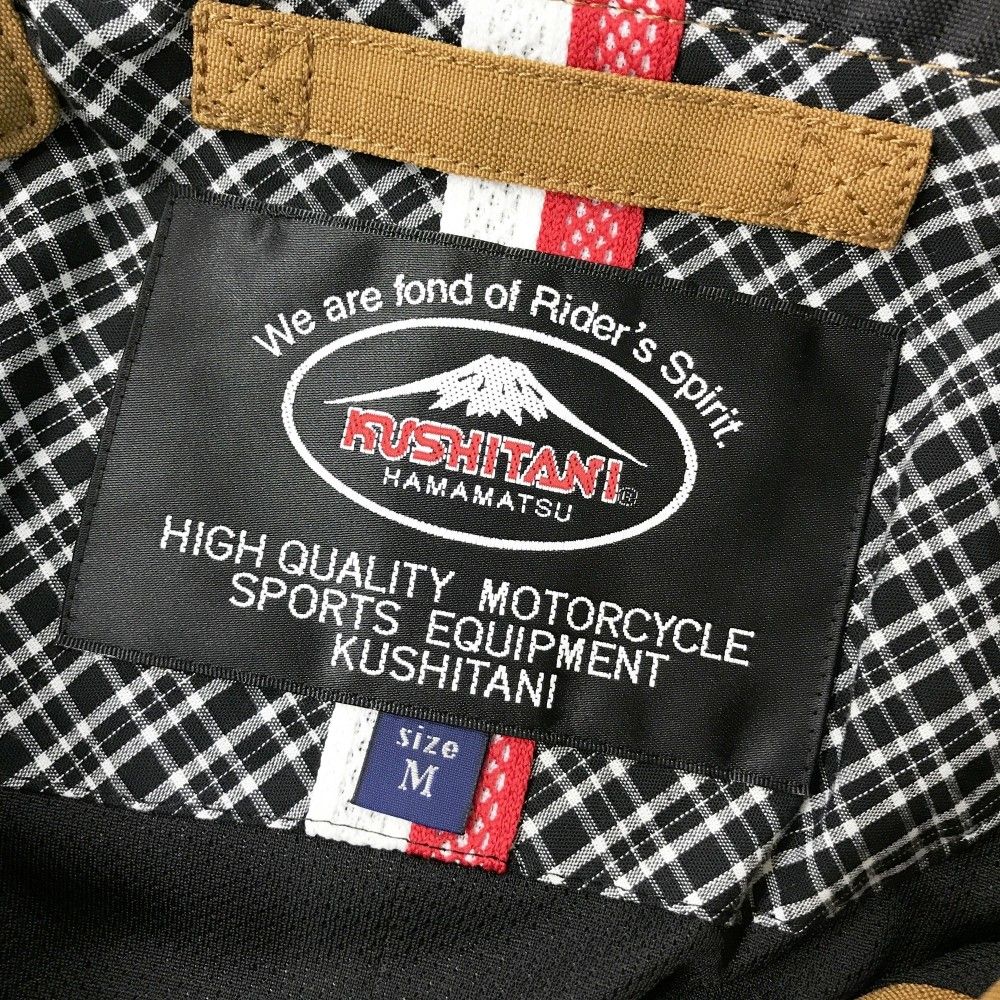 We are fond of Rider's Spirit.
KUSHITANI®
HAMAMATSU
HIGH QUALITY MOTORCYCLE
SPORTS EQUIPMENT
KUSHITANI
size
M